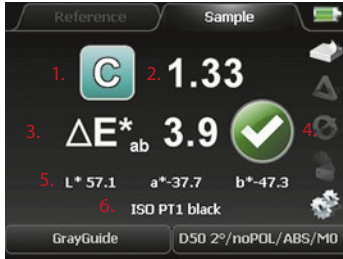 Reference Sample
1. C 2. 1.33
3. ΔE*ab 3.9 4.
5. L* 57.1 a*-37.7 b*-47.3
6. ISO PT1 black
GrayGuide D50 2°/noPOL/ABS/M0